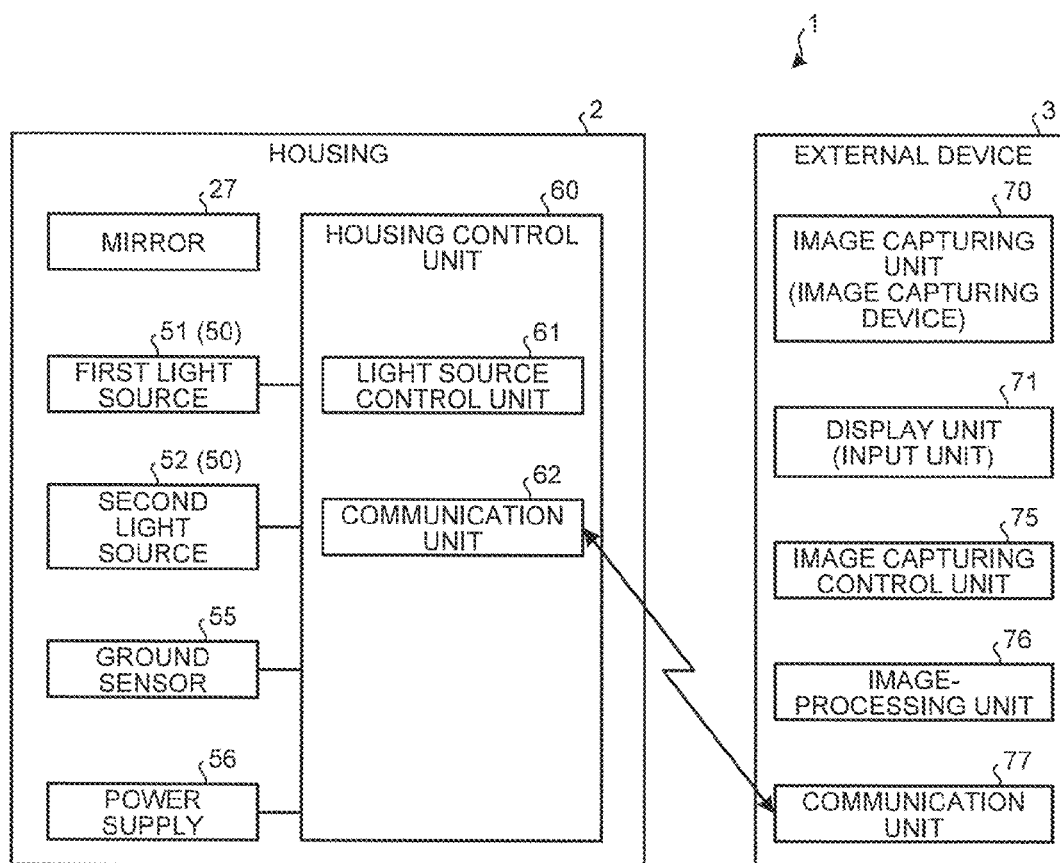 1
2
HOUSING
27
MIRROR
51 (50)
FIRST LIGHT
SOURCE
52 (50)
SECOND
LIGHT
SOURCE
55
GROUND
SENSOR
56
POWER
SUPPLY
60
HOUSING CONTROL
UNIT
61
LIGHT SOURCE
CONTROL UNIT
62
COMMUNICATION
UNIT
3
EXTERNAL DEVICE
70
IMAGE CAPTURING
UNIT
(IMAGE CAPTURING
DEVICE)
71
DISPLAY UNIT
(INPUT UNIT)
75
IMAGE CAPTURING
CONTROL UNIT
76
IMAGE-
PROCESSING UNIT
77
COMMUNICATION
UNIT